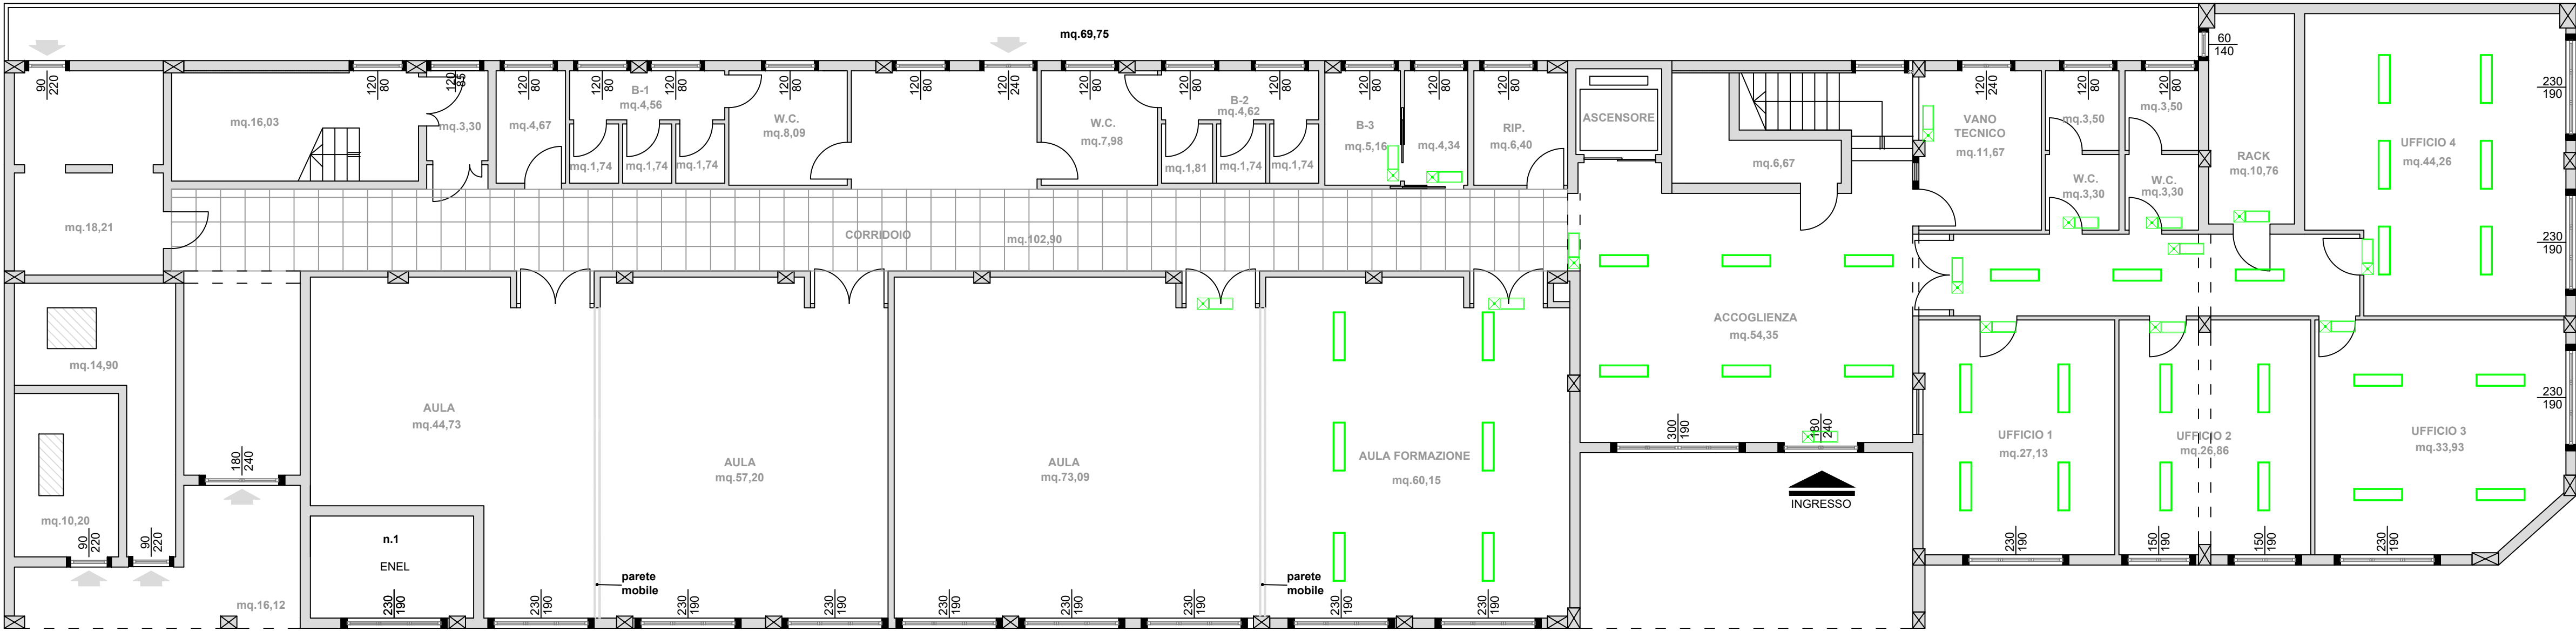 mq.69,75
60
140
90
220
120
80
120
85
120
80
120
80
120
80
120
80
120
80
120
240
120
80
120
80
120
80
120
80
120
80
120
80
120
240
120
80
120
80
230
190
B-1
mq.4,56
B-2
mq.4,62
mq.3,50
mq.3,50
mq.16,03
mq.3,30
mq.4,67
W.C.
mq.8,09
W.C.
mq.7,98
B-3
mq.5,16
mq.4,34
RIP.
mq.6,40
ASCENSORE
VANO
TECNICO
mq.11,67
UFFICIO 4
mq.44,26
mq.1,74
mq.1,74
mq.1,74
mq.1,81
mq.1,74
mq.1,74
mq.6,67
RACK
mq.10,76
W.C.
mq.3,30
W.C.
mq.3,30
mq.18,21
CORRIDOIO
mq.102,90
230
190
ACCOGLIENZA
mq.54,35
mq.14,90
AULA
mq.44,73
AULA
mq.57,20
AULA
mq.73,09
AULA FORMAZIONE
mq.60,15
230
190
300
190
180
240
UFFICIO 1
mq.27,13
UFFICIO 2
mq.26,86
UFFICIO 3
mq.33,93
180
240
INGRESSO
mq.10,20
90
220
90
220
n.1
ENEL
230
190
150
190
150
190
230
190
parete
mobile
parete
mobile
mq.16,12
230
190
230
190
230
190
230
190
230
190
230
190
230
190
230
190
230
190